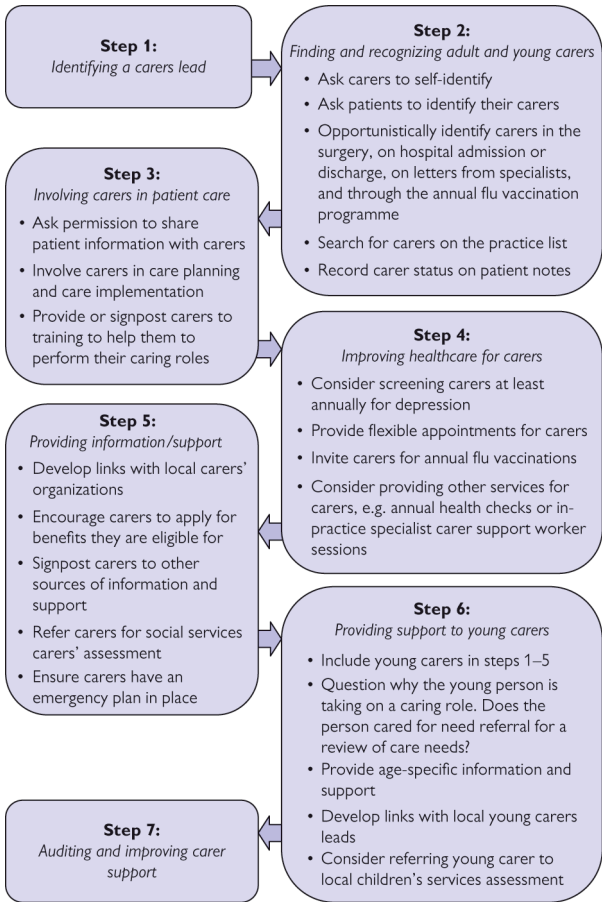 Step 1:
Identifying a carers lead
Step 2:
Finding and recognizing adult and young carers
• Ask carers to self-identify
• Ask patients to identify their carers
• Opportunistically identify carers in the
surgery, on hospital admission or
discharge, on letters from specialists,
and through the annual flu vaccination
programme
• Search for carers on the practice list
• Record carer status on patient notes
Step 3:
Involving carers in patient care
• Ask permission to share
patient information with carers
• Involve carers in care planning
and care implementation
• Provide or signpost carers to
training to help them to
perform their caring roles
Step 4:
Improving healthcare for carers
• Consider screening carers at least
annually for depression
• Provide flexible appointments for carers
• Invite carers for annual flu vaccinations
• Consider providing other services for
carers, e.g. annual health checks or in-
practice specialist carer support worker
sessions
Step 5:
Providing information/support
• Develop links with local carers’
organizations
• Encourage carers to apply for
benefits they are eligible for
• Signpost carers to other
sources of information and
support
• Refer carers for social services
carers’ assessment
• Ensure carers have an
emergency plan in place
Step 6:
Providing support to young carers
• Include young carers in steps 1–5
• Question why the young person is
taking on a caring role. Does the
person cared for need referral for a
review of care needs?
• Provide age-specific information and
support
• Develop links with local young carers
leads
• Consider referring young carer to
local children’s services assessment
Step 7:
Auditing and improving carer
support